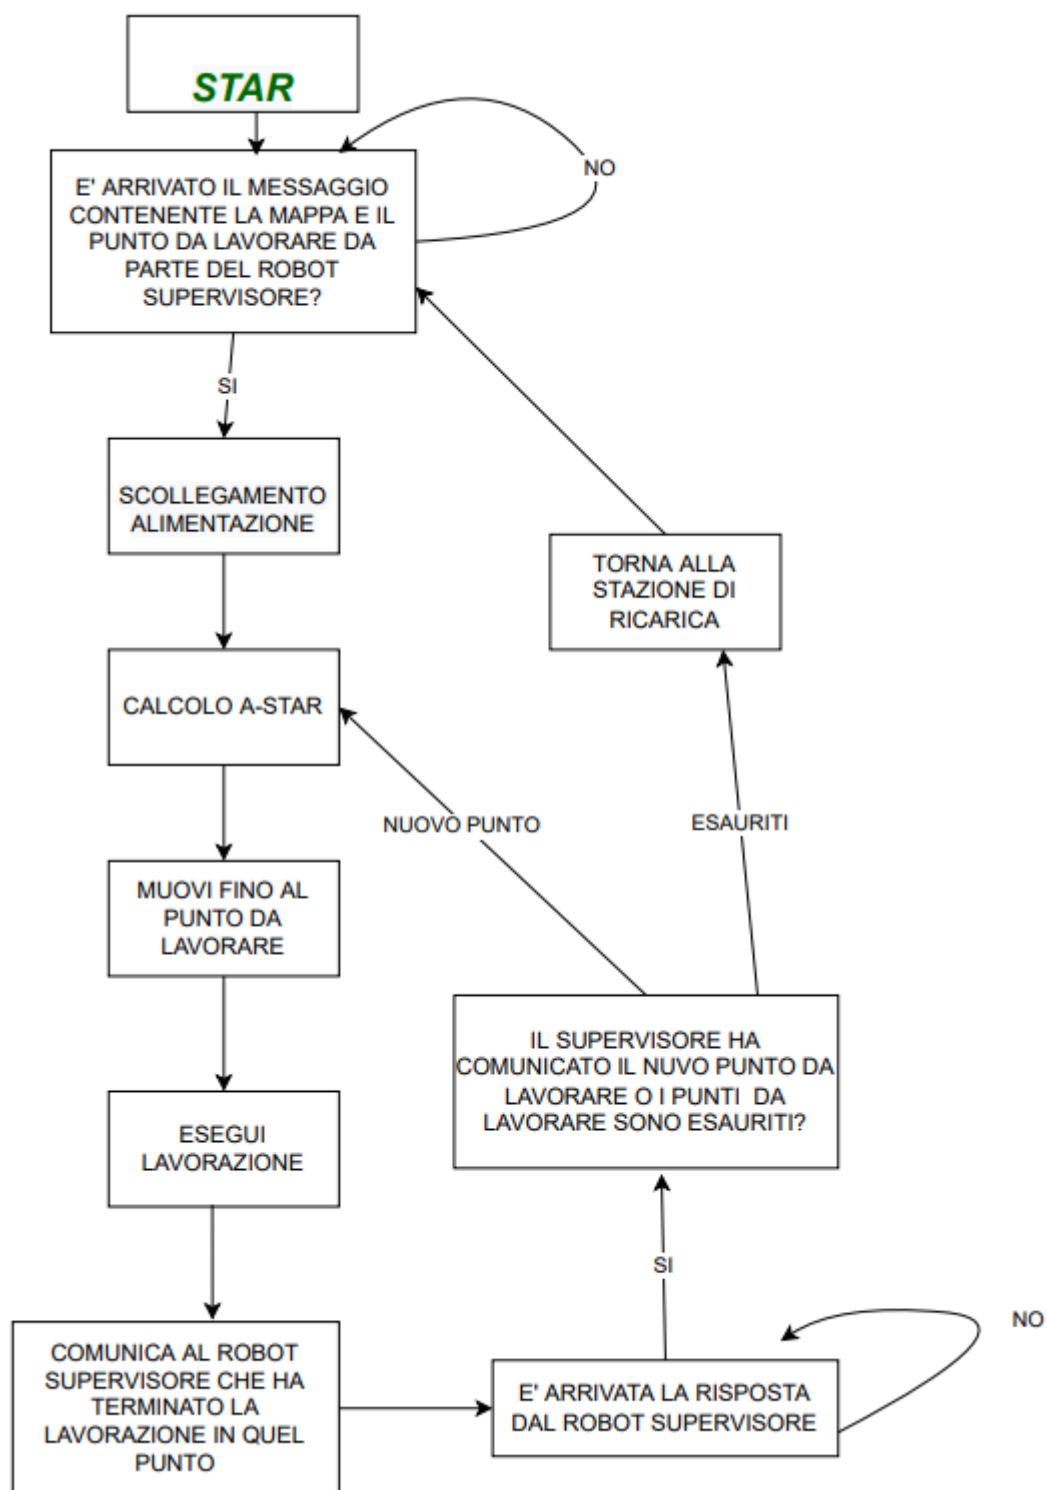 STAR
E' ARRIVATO IL MESSAGGIO
CONTENENTE LA MAPPA E IL
PUNTO DA LAVORARE DA
PARTE DEL ROBOT
SUPERVISORE?
NO
SI
SCOLLEGAMENTO
ALIMENTAZIONE
TORNA ALLA
STAZIONE DI
RICARICA
CALCOLO A-STAR
NUOVO PUNTO
ESAURITI
MUOVI FINO AL
PUNTO DA
LAVORARE
IL SUPERVISORE HA
COMUNICATO IL NUVO PUNTO DA
LAVORARE O I PUNTI DA
LAVORARE SONO ESAURITI?
ESEGUI
LAVORAZIONE
SI
NO
COMUNICA AL ROBOT
SUPERVISORE CHE HA
TERMINATO LA
LAVORAZIONE IN QUEL
PUNTO
E' ARRIVATA LA RISPOSTA
DAL ROBOT SUPERVISORE